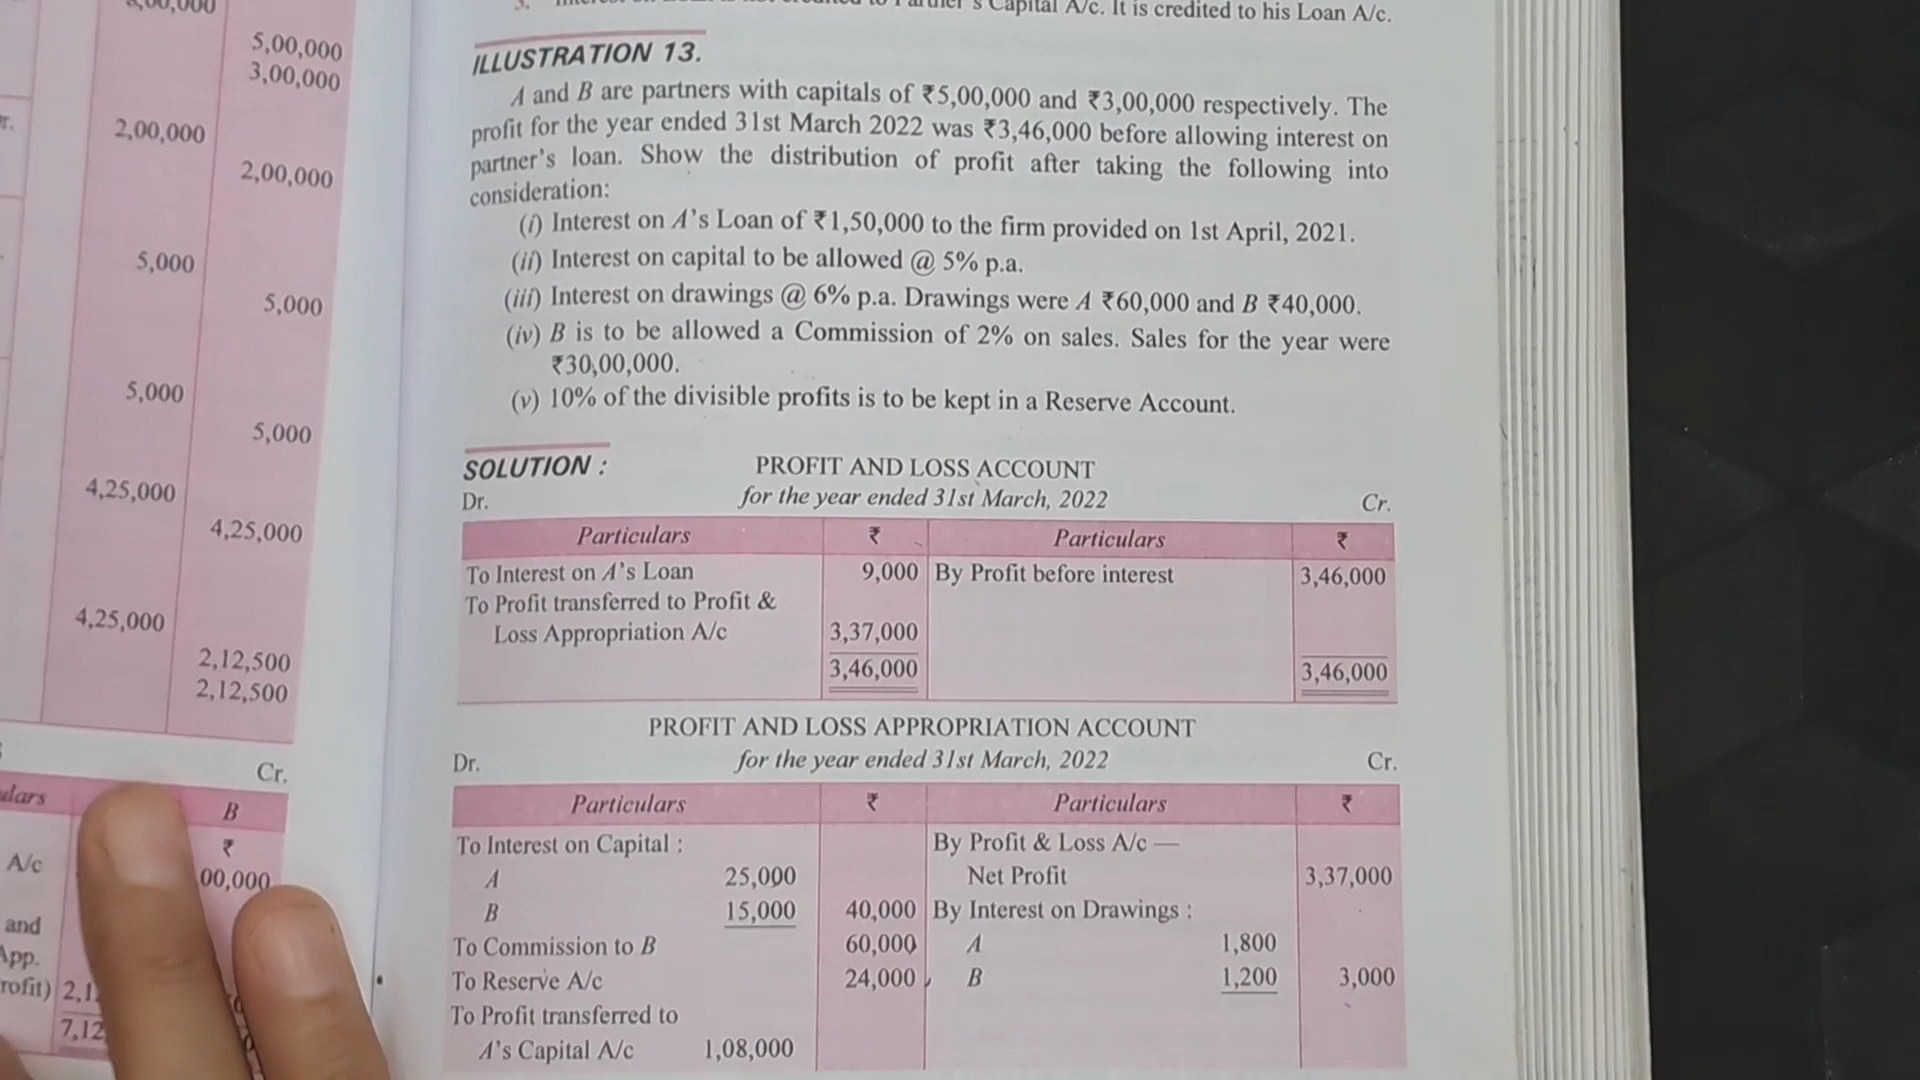 5,00,000
3,00,000
2,00,000
2,00,000
5,000
5,000
5,000
5,000
4,25,000
4,25,000
4,25,000
2,12,500
2,12,500
Cr.
B
₹
A/c
00,000
and
App.
rofit) 2,1
7,12
Capital A/c. It is credited to his Loan A/c.
ILLUSTRATION 13.
A and B are partners with capitals of ₹5,00,000 and ₹3,00,000 respectively. The
profit for the year ended 31st March 2022 was ₹3,46,000 before allowing interest on
partner's loan. Show the distribution of profit after taking the following into
consideration:
(i) Interest on A's Loan of ₹1,50,000 to the firm provided on 1st April, 2021.
(ii) Interest on capital to be allowed @ 5% p.a.
(iii) Interest on drawings @ 6% p.a. Drawings were A ₹60,000 and B ₹40,000.
(iv) B is to be allowed a Commission of 2% on sales. Sales for the year were
₹30,00,000.
(v) 10% of the divisible profits is to be kept in a Reserve Account.
SOLUTION : PROFIT AND LOSS ACCOUNT
Dr. for the year ended 31st March, 2022 Cr.
Particulars ₹ Particulars ₹
To Interest on A's Loan 9,000 By Profit before interest 3,46,000
To Profit transferred to Profit &
Loss Appropriation A/c 3,37,000
3,46,000 3,46,000
PROFIT AND LOSS APPROPRIATION ACCOUNT
Dr. for the year ended 31st March, 2022 Cr.
Particulars ₹ Particulars ₹
To Interest on Capital : By Profit & Loss A/c —
A 25,000 Net Profit 3,37,000
B 15,000 40,000 By Interest on Drawings :
To Commission to B 60,000 A 1,800
To Reserve A/c 24,000 B 1,200 3,000
To Profit transferred to
A's Capital A/c 1,08,000